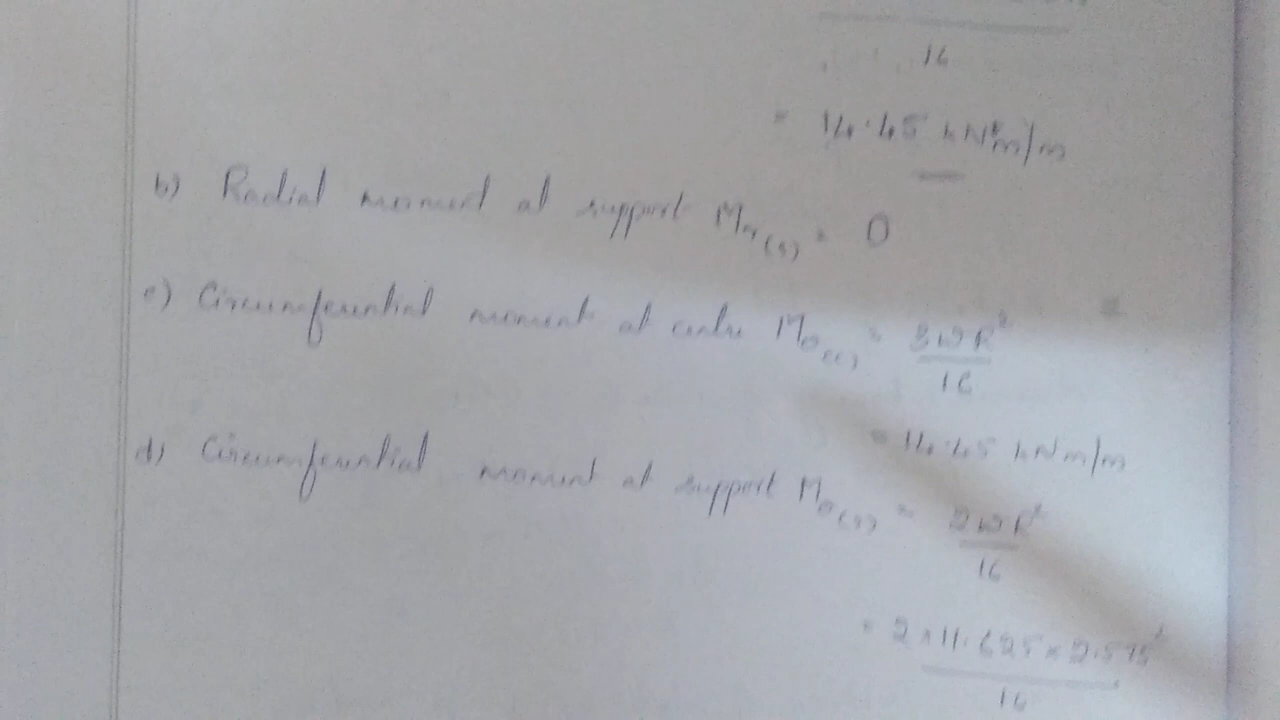 16
= 14.45 kNm/m
b) Radial moment at support Mr(s) = 0
c) Circumferential moment at centre Mθ(c) = 3wR²
16
= 14.45 kNm/m
d) Circumferential moment at support Mθ(s) = 2wR²
16
= 2×11.625×2.575²
16